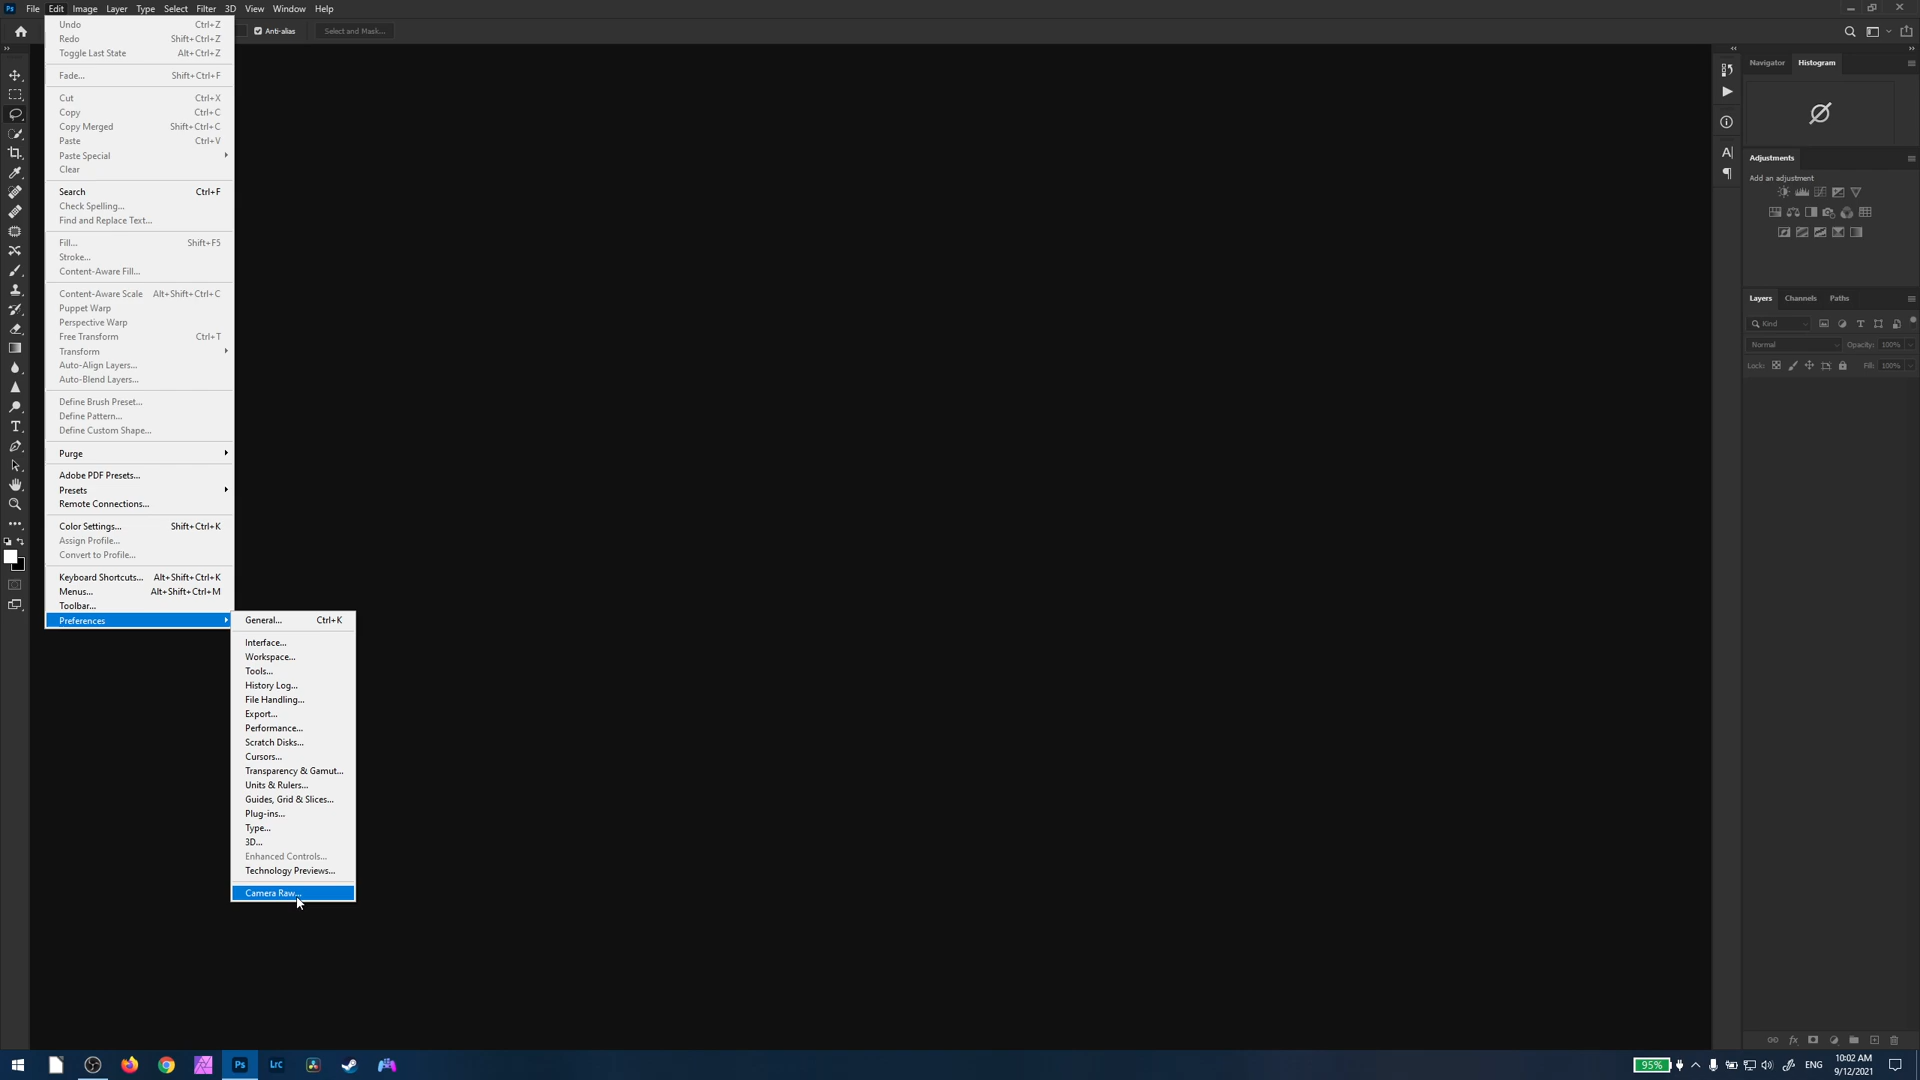 Ps File Edit Image Layer Type Select Filter 3D View Window Help
Anti-alias Select and Mask...
Undo Ctrl+Z
Redo Shift+Ctrl+Z
Toggle Last State Alt+Ctrl+Z
Fade... Shift+Ctrl+F
Cut Ctrl+X
Copy Ctrl+C
Copy Merged Shift+Ctrl+C
Paste Ctrl+V
Paste Special
Clear
Search Ctrl+F
Check Spelling...
Find and Replace Text...
Fill... Shift+F5
Stroke...
Content-Aware Fill...
Content-Aware Scale Alt+Shift+Ctrl+C
Puppet Warp
Perspective Warp
Free Transform Ctrl+T
Transform
Auto-Align Layers...
Auto-Blend Layers...
Define Brush Preset...
Define Pattern...
Define Custom Shape...
Purge
Adobe PDF Presets...
Presets
Remote Connections...
Color Settings... Shift+Ctrl+K
Assign Profile...
Convert to Profile...
Keyboard Shortcuts... Alt+Shift+Ctrl+K
Menus... Alt+Shift+Ctrl+M
Toolbar...
Preferences
General... Ctrl+K
Interface...
Workspace...
Tools...
History Log...
File Handling...
Export...
Performance...
Scratch Disks...
Cursors...
Transparency & Gamut...
Units & Rulers...
Guides, Grid & Slices...
Plug-ins...
Type...
3D...
Enhanced Controls...
Technology Previews...
Camera Raw...
Navigator Histogram
Adjustments
Add an adjustment
Layers Channels Paths
Kind
Normal Opacity: 100%
Lock: Fill: 100%
Ps LrC
95% ENG 10:02 AM
9/12/2021